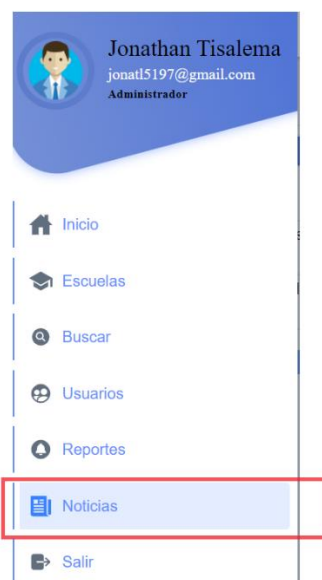 Jonathan Tisalema
jonatl5197@gmail.com
Administrador
Inicio
Escuelas
Buscar
Usuarios
Reportes
Noticias
Salir